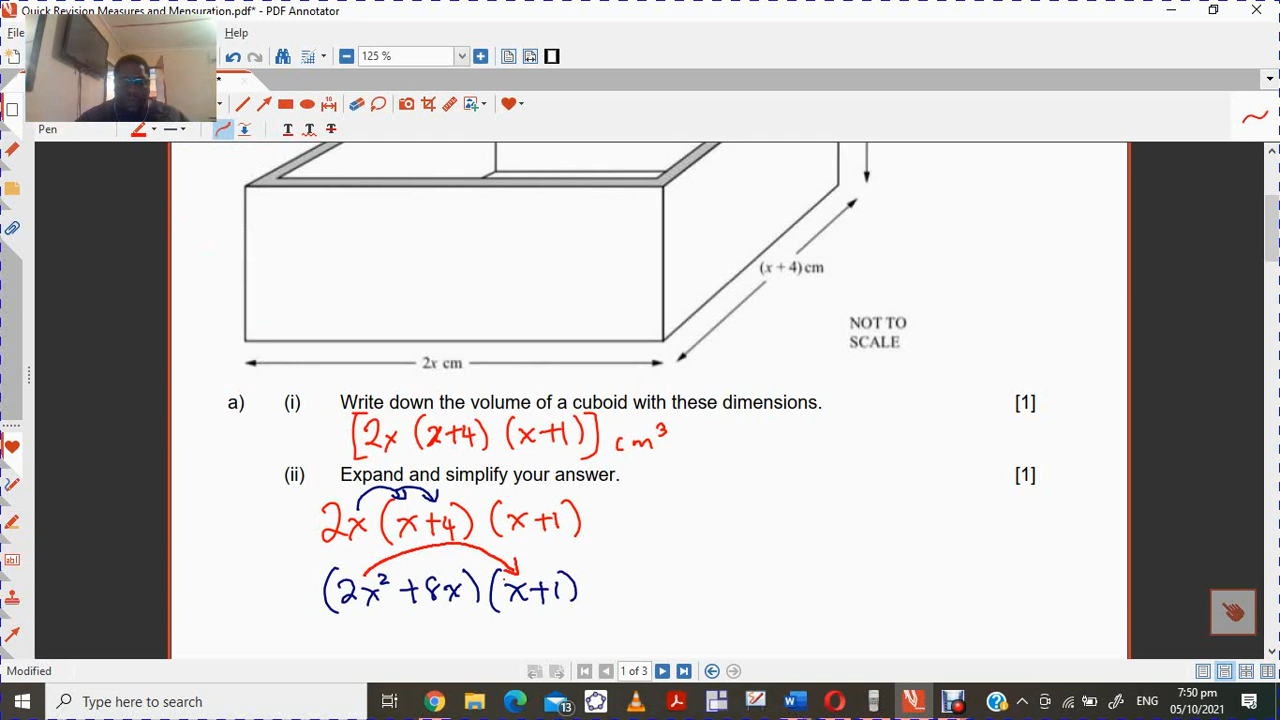 Quick Revision Measures and Mensuration.pdf* - PDF Annotator
Help
125 %
Pen
(x + 4) cm
NOT TO
SCALE
2x cm
a) (i) Write down the volume of a cuboid with these dimensions. [1]
[2x (x+4) (x+1)] cm³
(ii) Expand and simplify your answer. [1]
2x (x+4) (x+1)
(2x² +8x) (x+1)
Modified
1 of 3
Type here to search
13
ENG
7:50 pm
05/10/2021